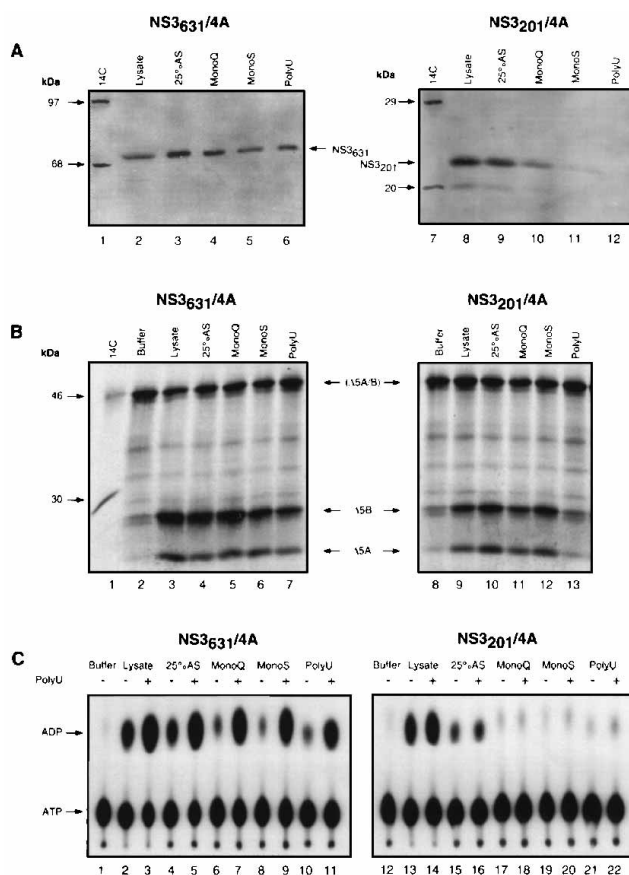 NS3631/4A
NS3201/4A
A
kDa
14C
Lysate
25%AS
MonoQ
MonoS
PolyU
97
68
NS3631
14C
Lysate
25%AS
MonoQ
MonoS
PolyU
29
NS3201
20
1 2 3 4 5 6
7 8 9 10 11 12
NS3631/4A
NS3201/4A
B
kDa
14C
Buffer
Lysate
25%AS
MonoQ
MonoS
PolyU
Buffer
Lysate
25%AS
MonoQ
MonoS
PolyU
46
30
(Δ5A/B)
Δ5B
Δ5A
1 2 3 4 5 6 7
8 9 10 11 12 13
NS3631/4A
NS3201/4A
C
Buffer Lysate 25%AS MonoQ MonoS PolyU
PolyU - - + - + - + - + - +
Buffer Lysate 25%AS MonoQ MonoS PolyU
- - + - + - + - + - +
ADP
ATP
1 2 3 4 5 6 7 8 9 10 11
12 13 14 15 16 17 18 19 20 21 22